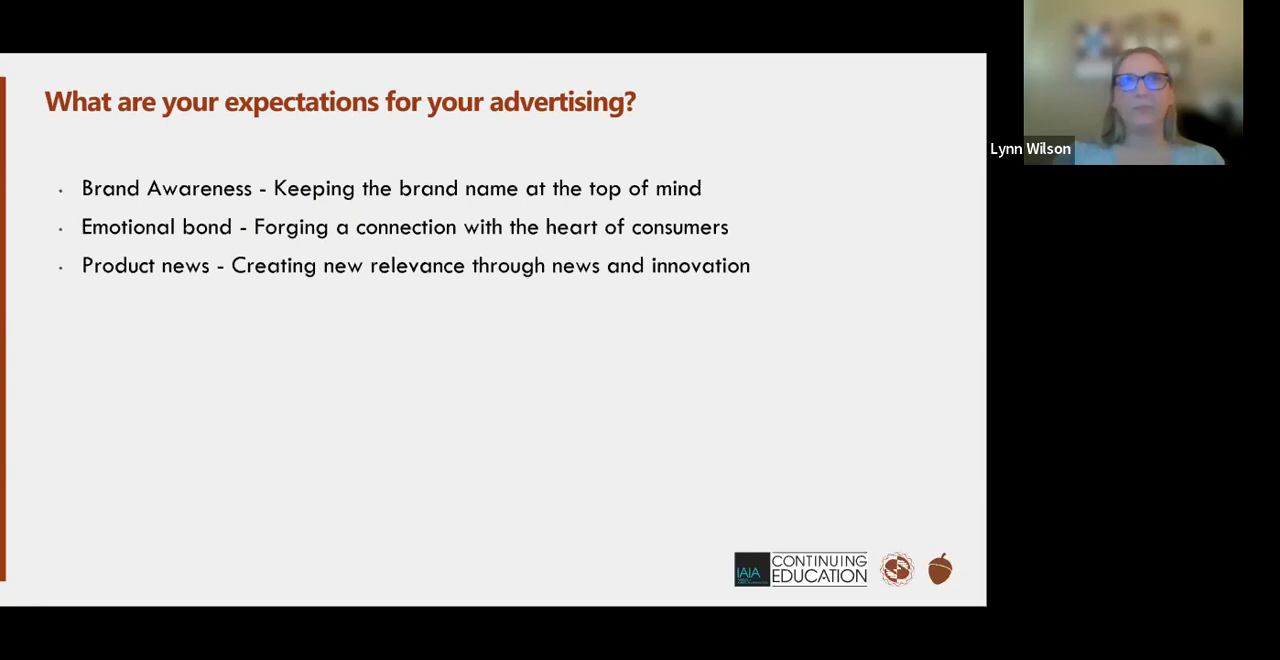 What are your expectations for your advertising?
Lynn Wilson
• Brand Awareness - Keeping the brand name at the top of mind
• Emotional bond - Forging a connection with the heart of consumers
• Product news - Creating new relevance through news and innovation
IAIA
CONTINUING
EDUCATION